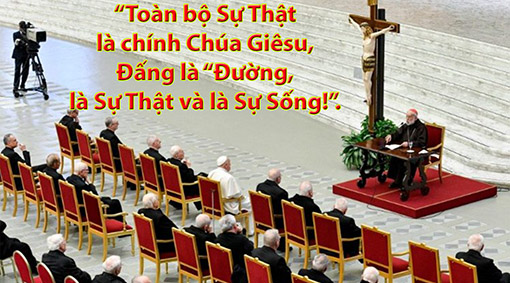 “Toàn bộ Sự Thật
là chính Chúa Giêsu,
Đấng là “Đường,
là Sự Thật và là Sự Sống!”.